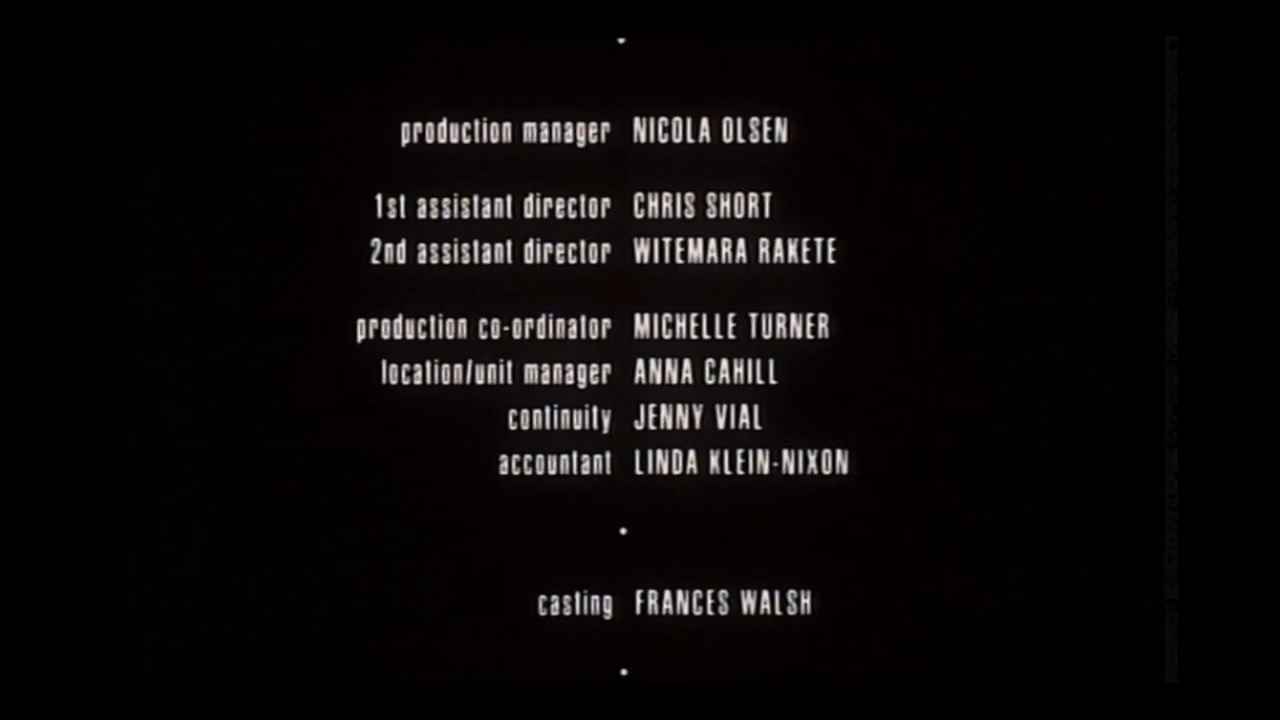 production manager NICOLA OLSEN
1st assistant director CHRIS SHORT
2nd assistant director WITEMARA RAKETE
production co-ordinator MICHELLE TURNER
location/unit manager ANNA CAHILL
continuity JENNY VIAL
accountant LINDA KLEIN-NIXON
casting FRANCES WALSH